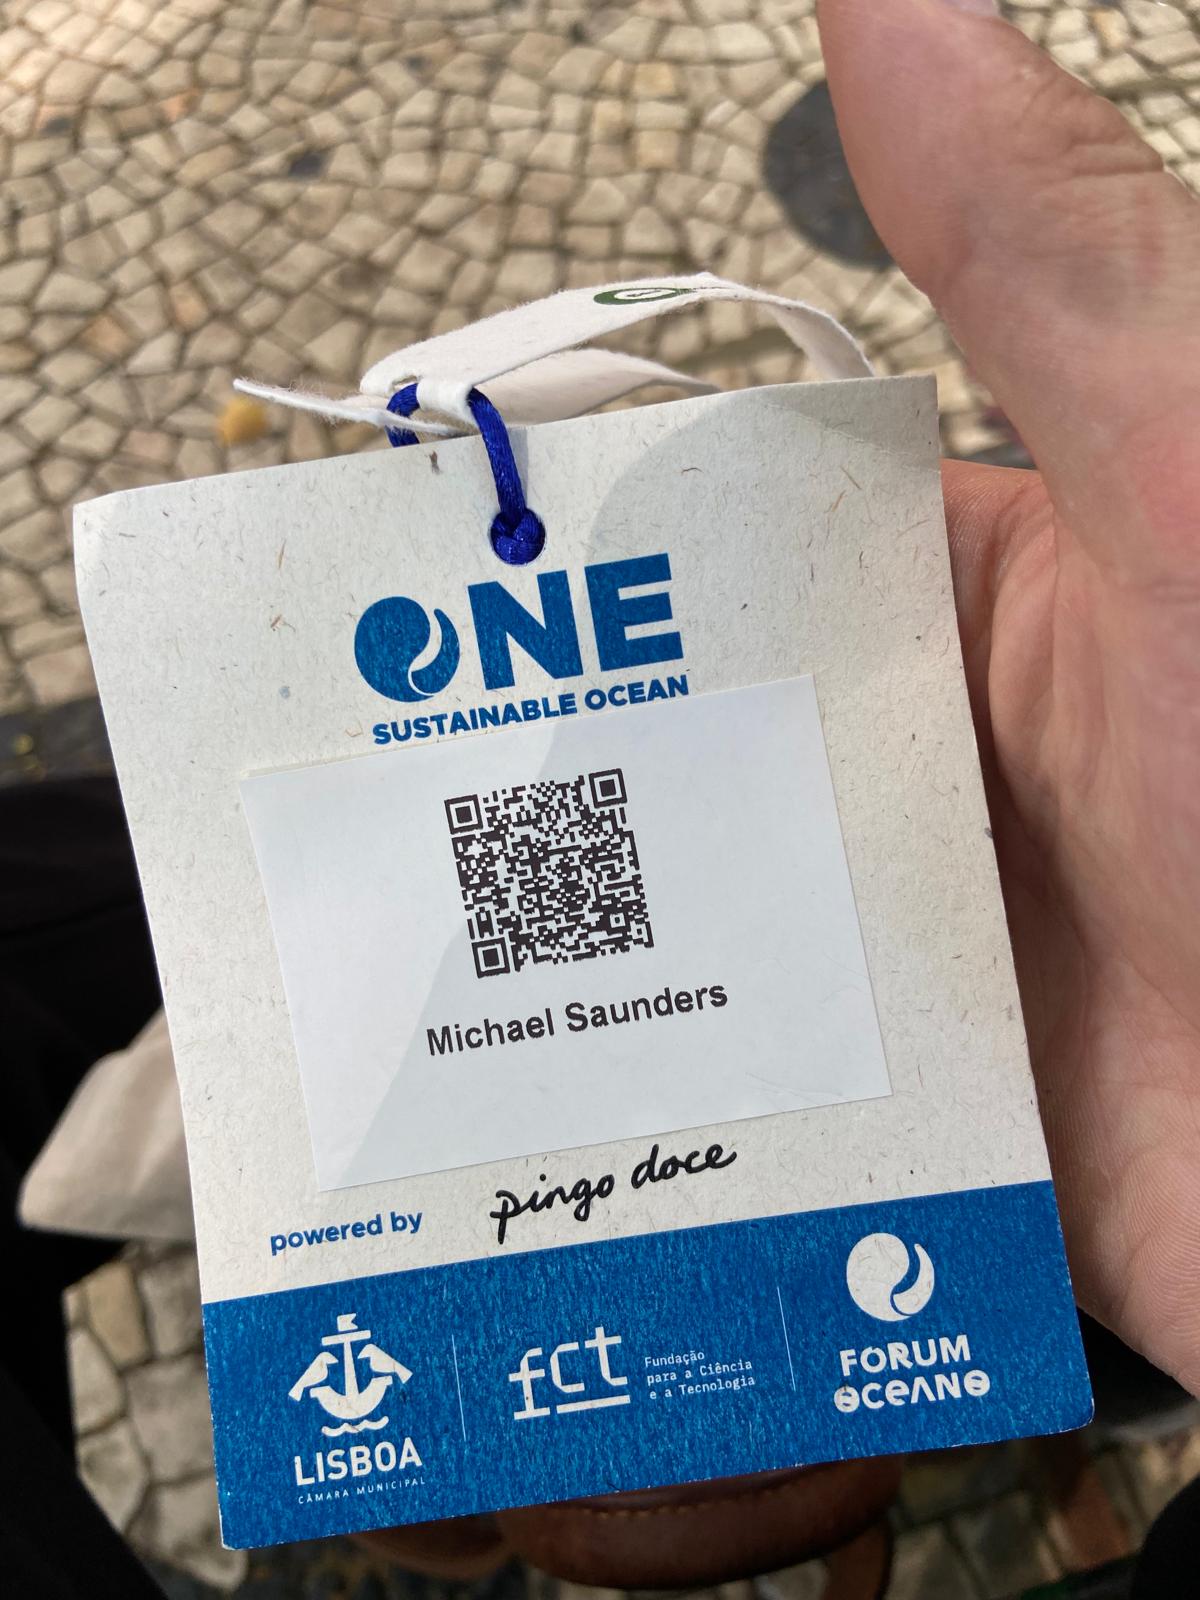 ONE
SUSTAINABLE OCEAN
Michael Saunders
powered by
pingo doce
LISBOA
CÂMARA MUNICIPAL
fct
Fundação
para a Ciência
e a Tecnologia
FORUM
OCEANO